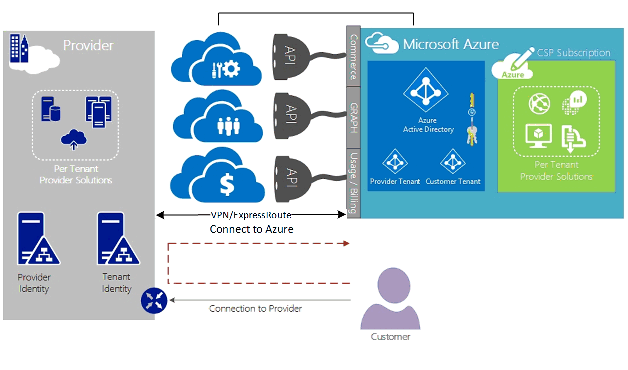 Provider
Per Tenant
Provider Solutions
Provider
Identity
Tenant
Identity
API
API
API
Commerce
GRAPH
Usage / Billing
Microsoft Azure
Azure
Active Directory
Provider Tenant
Customer Tenant
CSP Subscription
Azure
Per Tenant
Provider Solutions
VPN/ExpressRoute
Connect to Azure
Connection to Provider
Customer